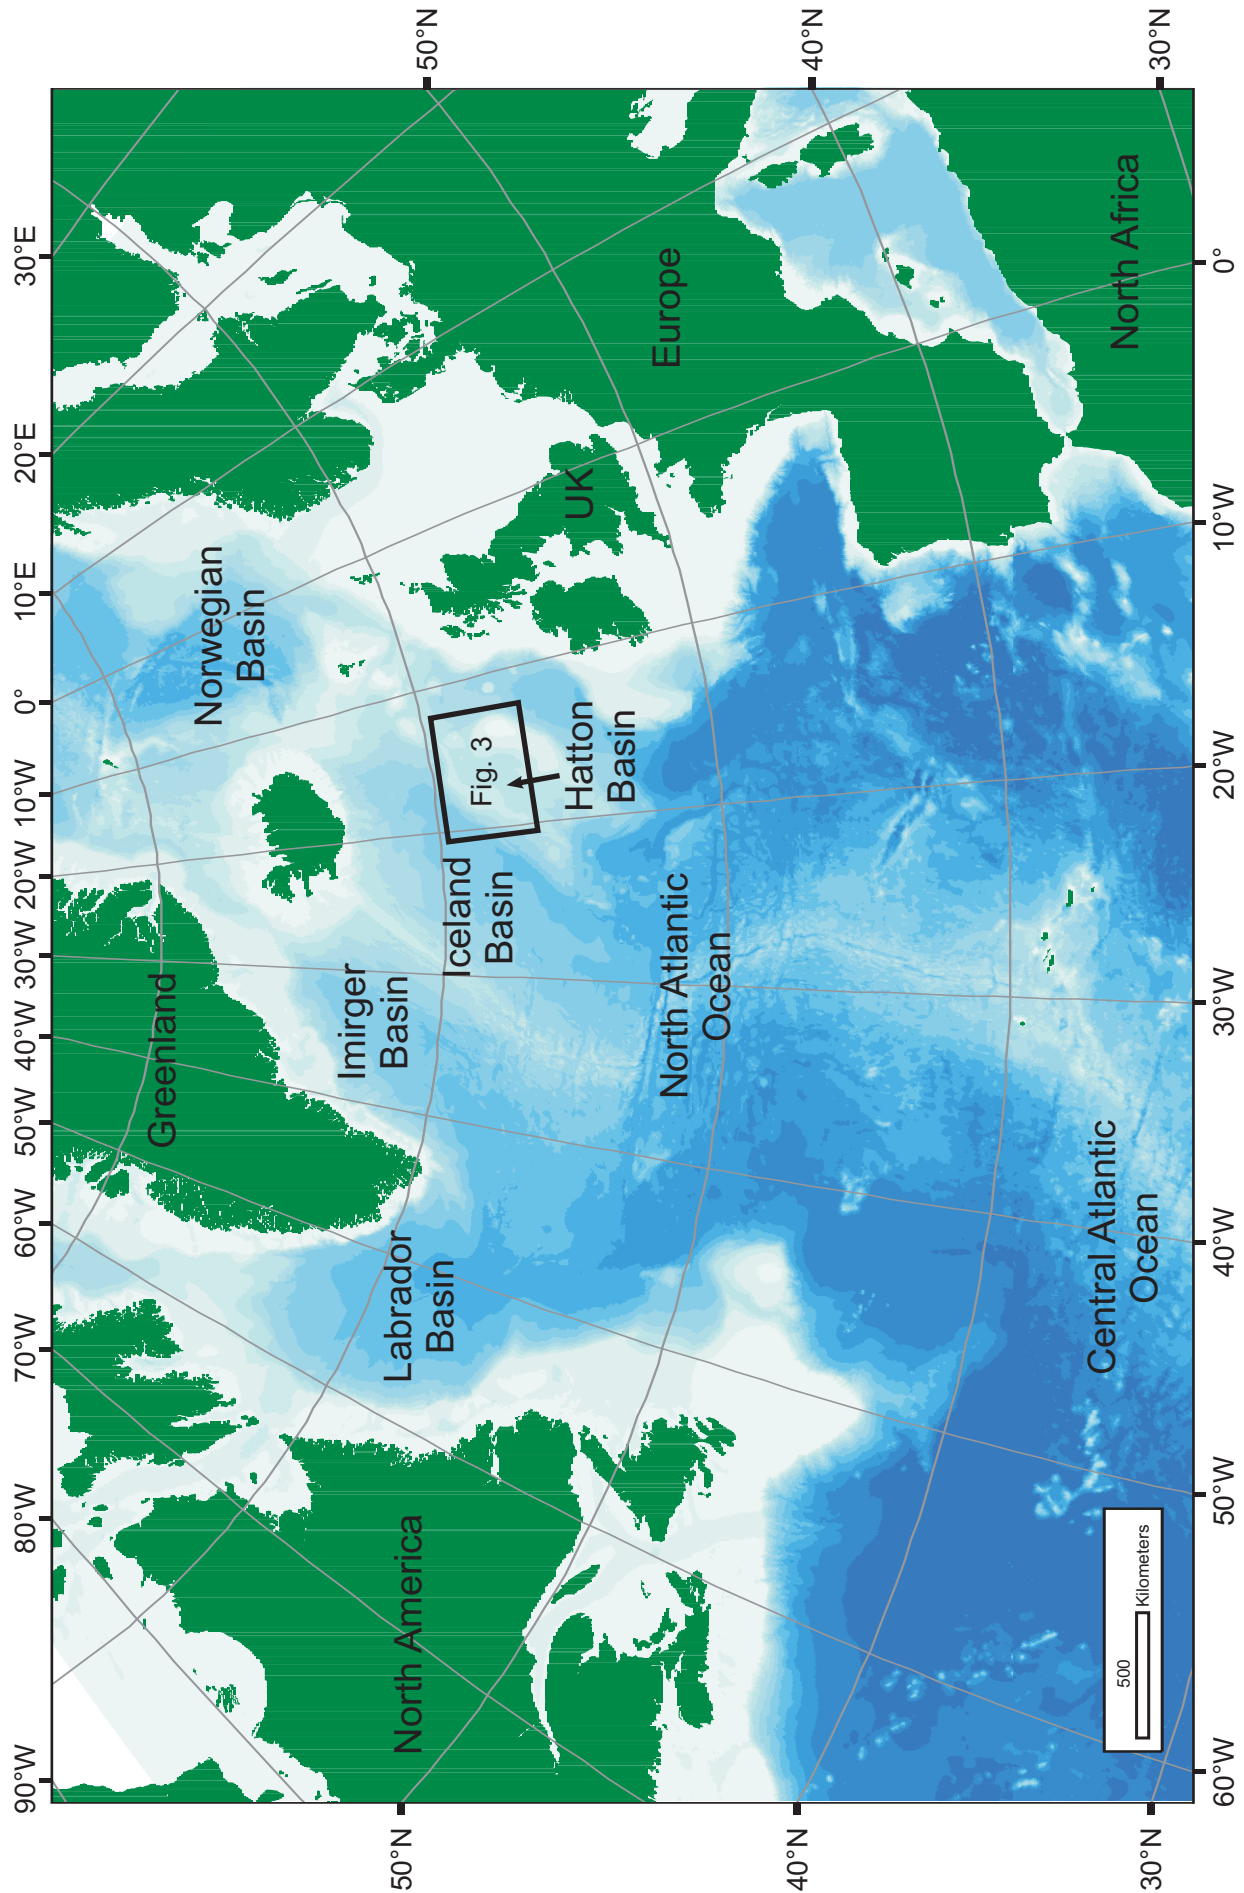 90°W
80°W
70°W
60°W
50°W
40°W
30°W
20°W
10°W
0°
10°E
20°E
30°E
50°N
40°N
30°N
50°N
40°N
30°N
Greenland
Norwegian
Basin
Imirger
Basin
Labrador
Basin
Iceland
Basin
Fig. 3
Hatton
Basin
UK
Europe
North America
North Atlantic
Ocean
North Africa
Central Atlantic
Ocean
500
Kilometers
60°W
50°W
40°W
30°W
20°W
10°W
0°